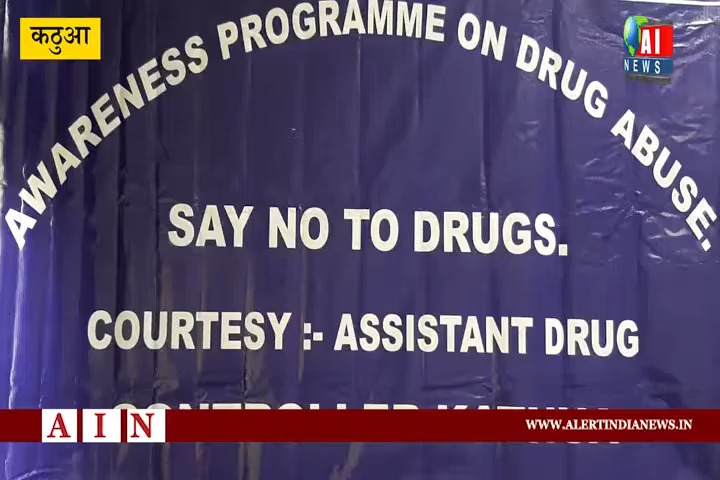 कठुआ
AI
NEWS
AWARENESS PROGRAMME ON DRUG ABUSE.
SAY NO TO DRUGS.
COURTESY :- ASSISTANT DRUG
CONTROLLER KATHUA
AIN
WWW.ALERTINDIANEWS.IN